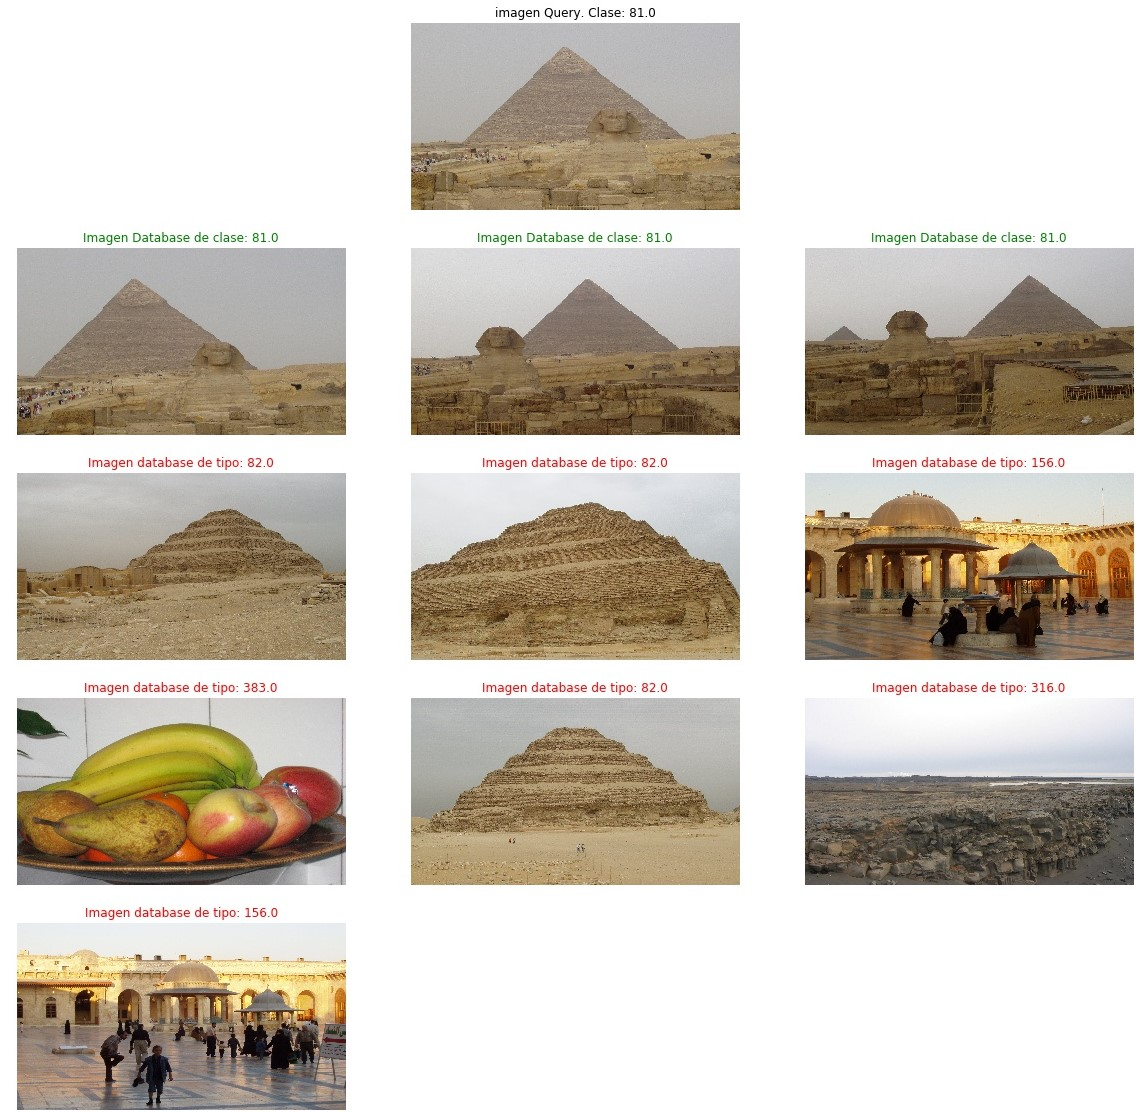 imagen Query. Clase: 81.0
Imagen Database de clase: 81.0
Imagen Database de clase: 81.0
Imagen Database de clase: 81.0
Imagen database de tipo: 82.0
Imagen database de tipo: 82.0
Imagen database de tipo: 156.0
Imagen database de tipo: 383.0
Imagen database de tipo: 82.0
Imagen database de tipo: 316.0
Imagen database de tipo: 156.0